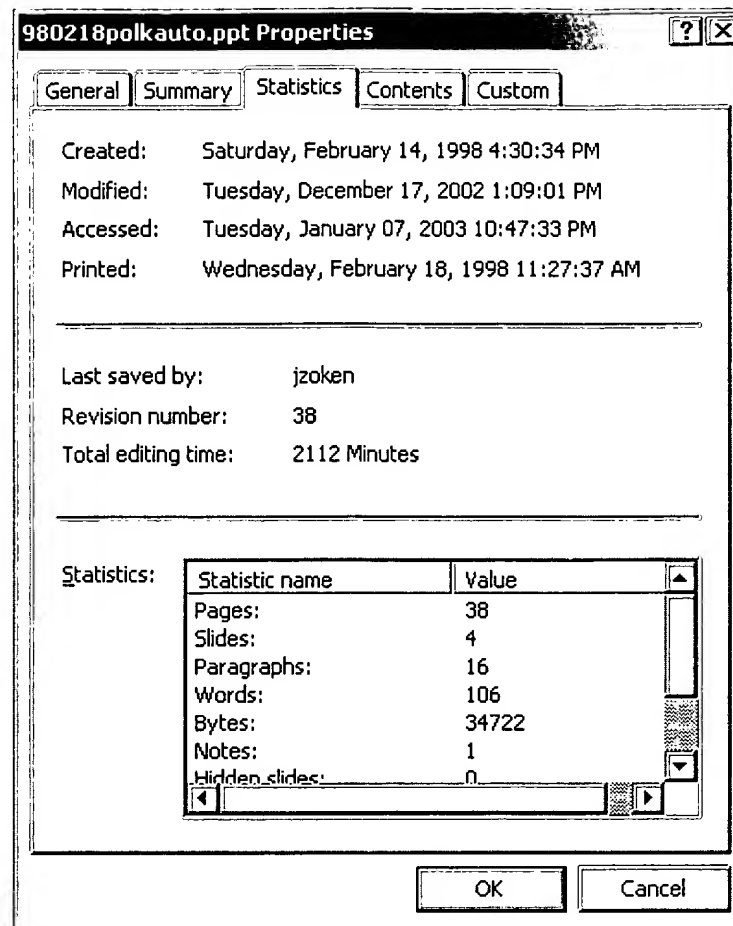 980218polkauto.ppt Properties
General Summary Statistics Contents Custom
Created: Saturday, February 14, 1998 4:30:34 PM
Modified: Tuesday, December 17, 2002 1:09:01 PM
Accessed: Tuesday, January 07, 2003 10:47:33 PM
Printed: Wednesday, February 18, 1998 11:27:37 AM
Last saved by: jzoken
Revision number: 38
Total editing time: 2112 Minutes
Statistics: Statistic name Value
Pages: 38
Slides: 4
Paragraphs: 16
Words: 106
Bytes: 34722
Notes: 1
Hidden slides: 0
OK Cancel